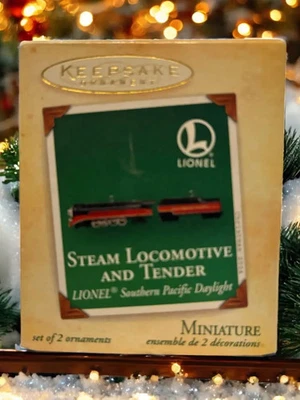 KEEPSAKE
ORNAMENT
LIONEL
STEAM LOCOMOTIVE
AND TENDER
LIONEL® Southern Pacific Daylight
MINIATURE
set of 2 ornaments
ensemble de 2 décorations